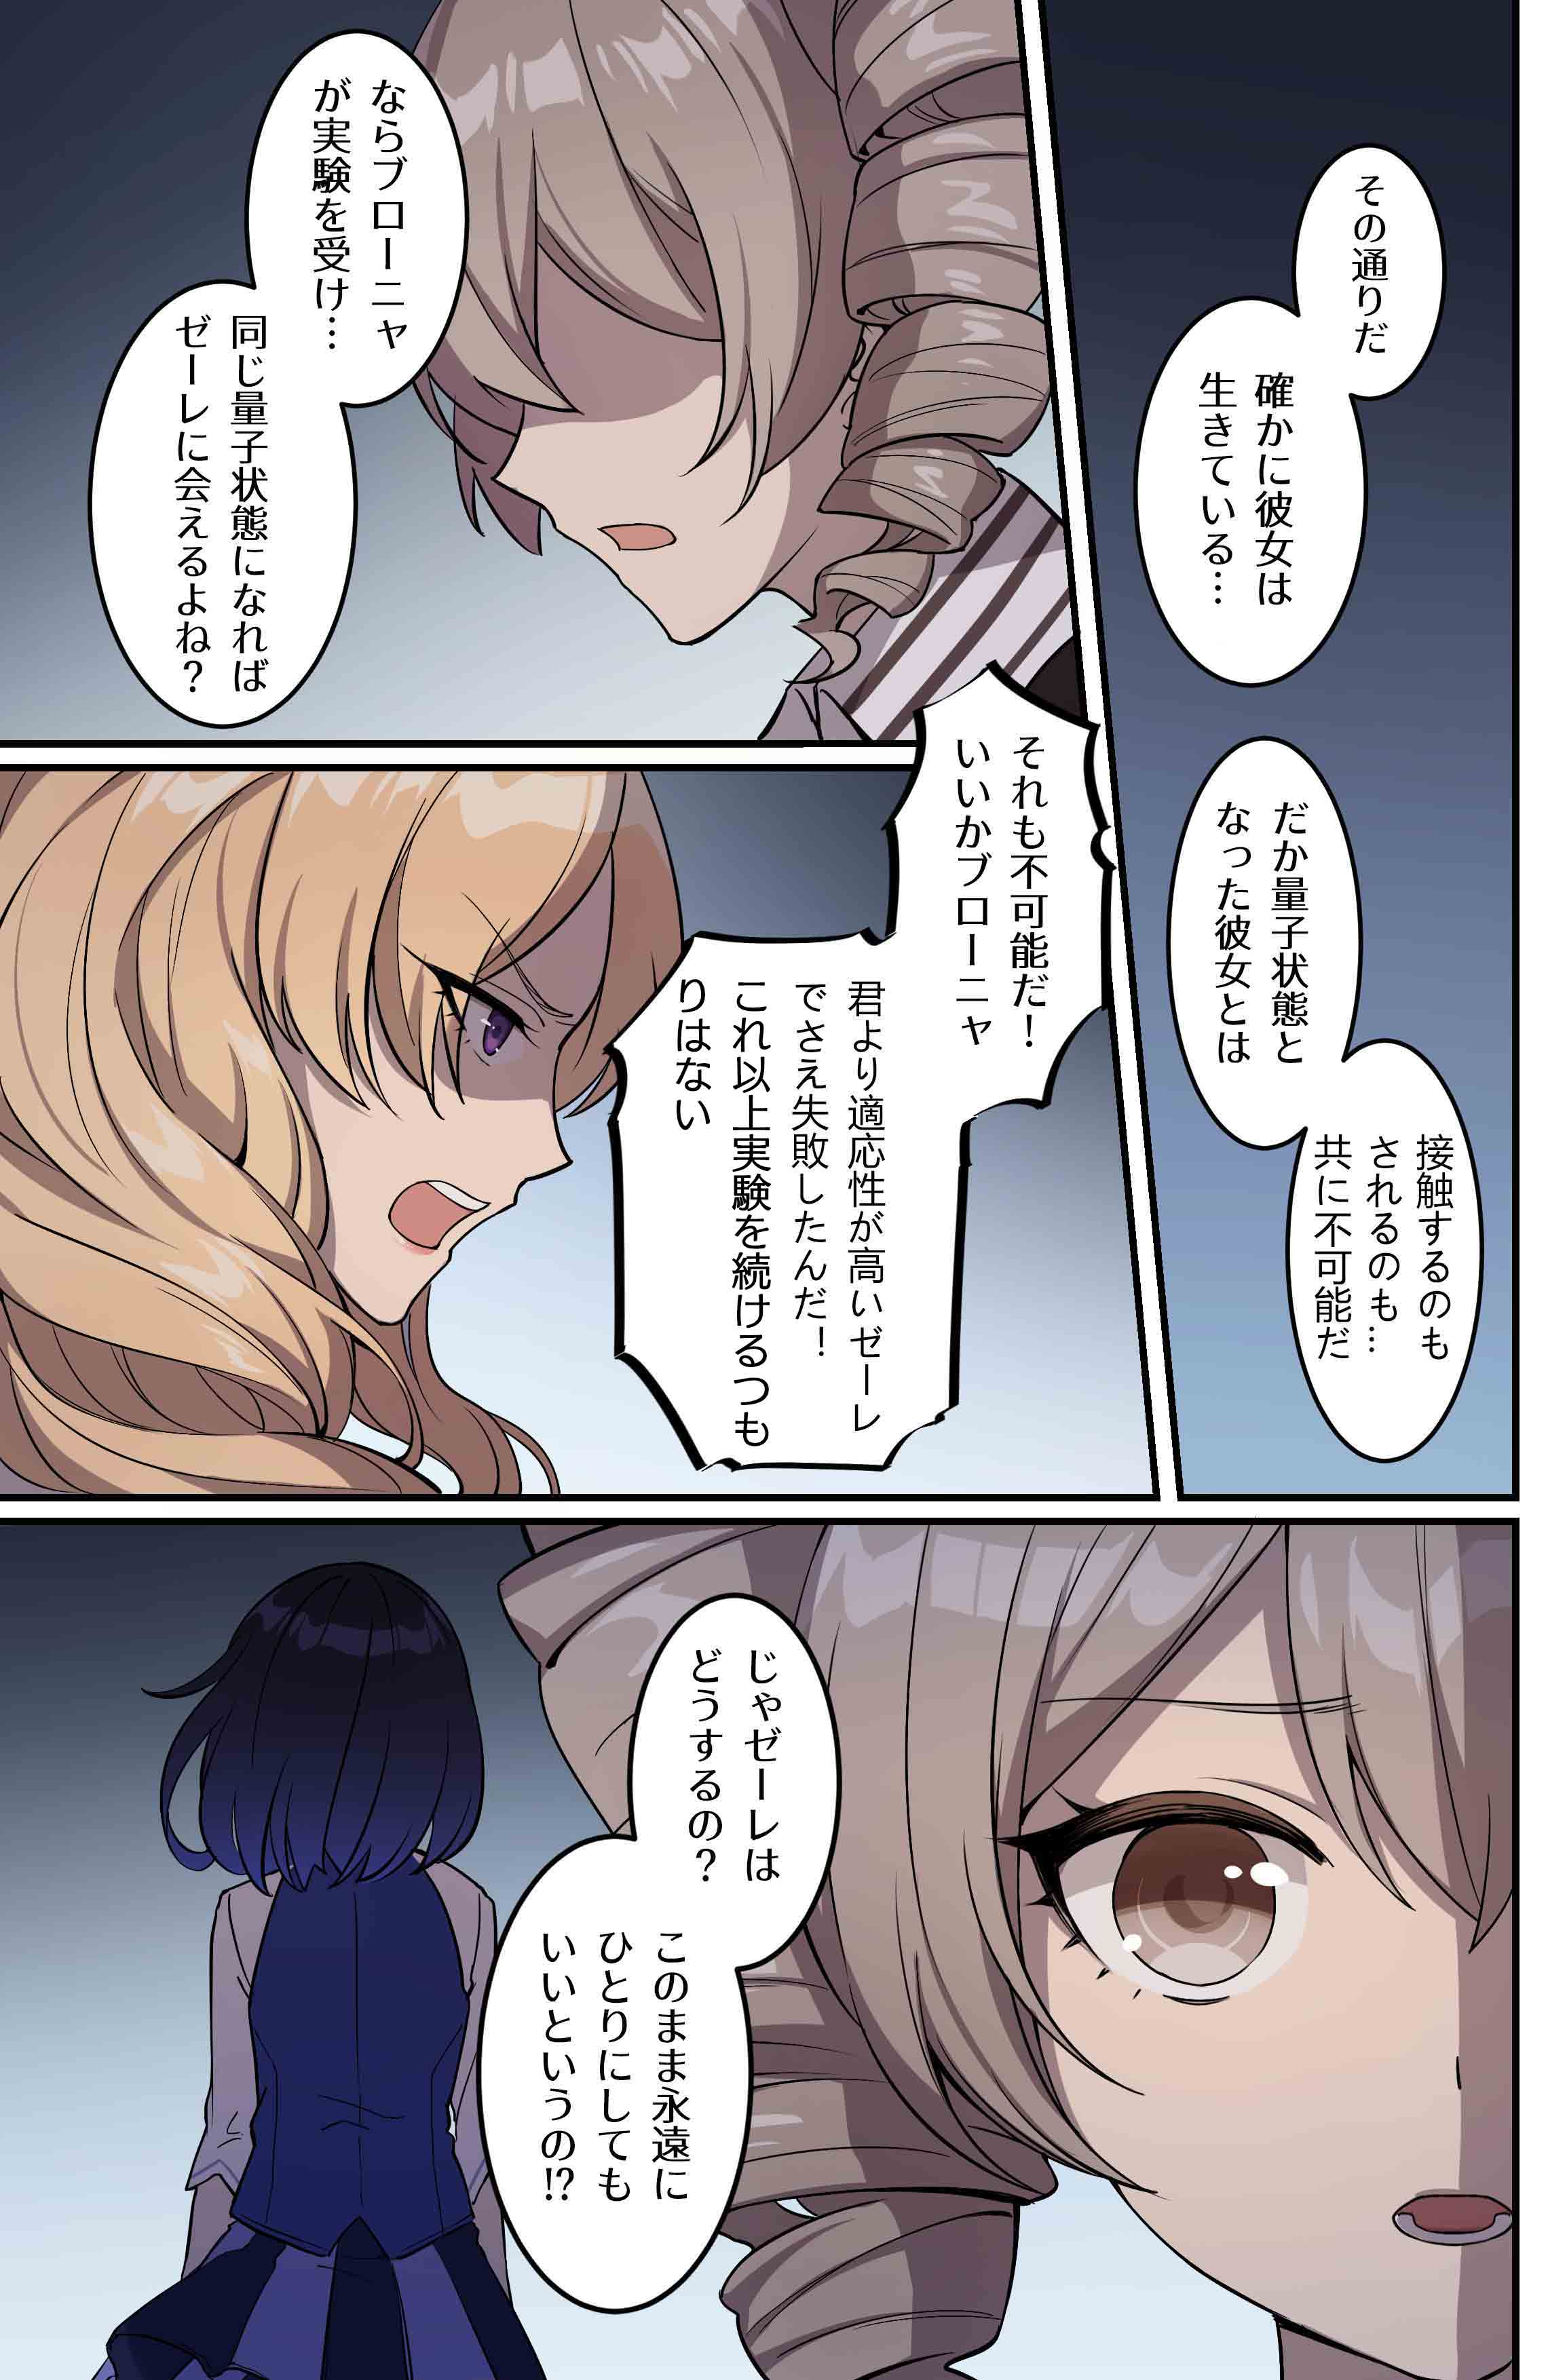 その通りだ
確かに彼女は
生きている…
だか量子状態と
なった彼女とは
接触するのも
されるのも…
共に不可能だ
ならブローニャ
が実験を受け…
同じ量子状態になれば
ゼーレに会えるよね？
それも不可能だ！
いいかブローニャ
君より適応性が高いゼーレ
でさえ失敗したんだ！
これ以上実験を続けるつも
りはない
じゃゼーレは
どうするの？
このまま永遠に
ひとりにしても
いいというの!?